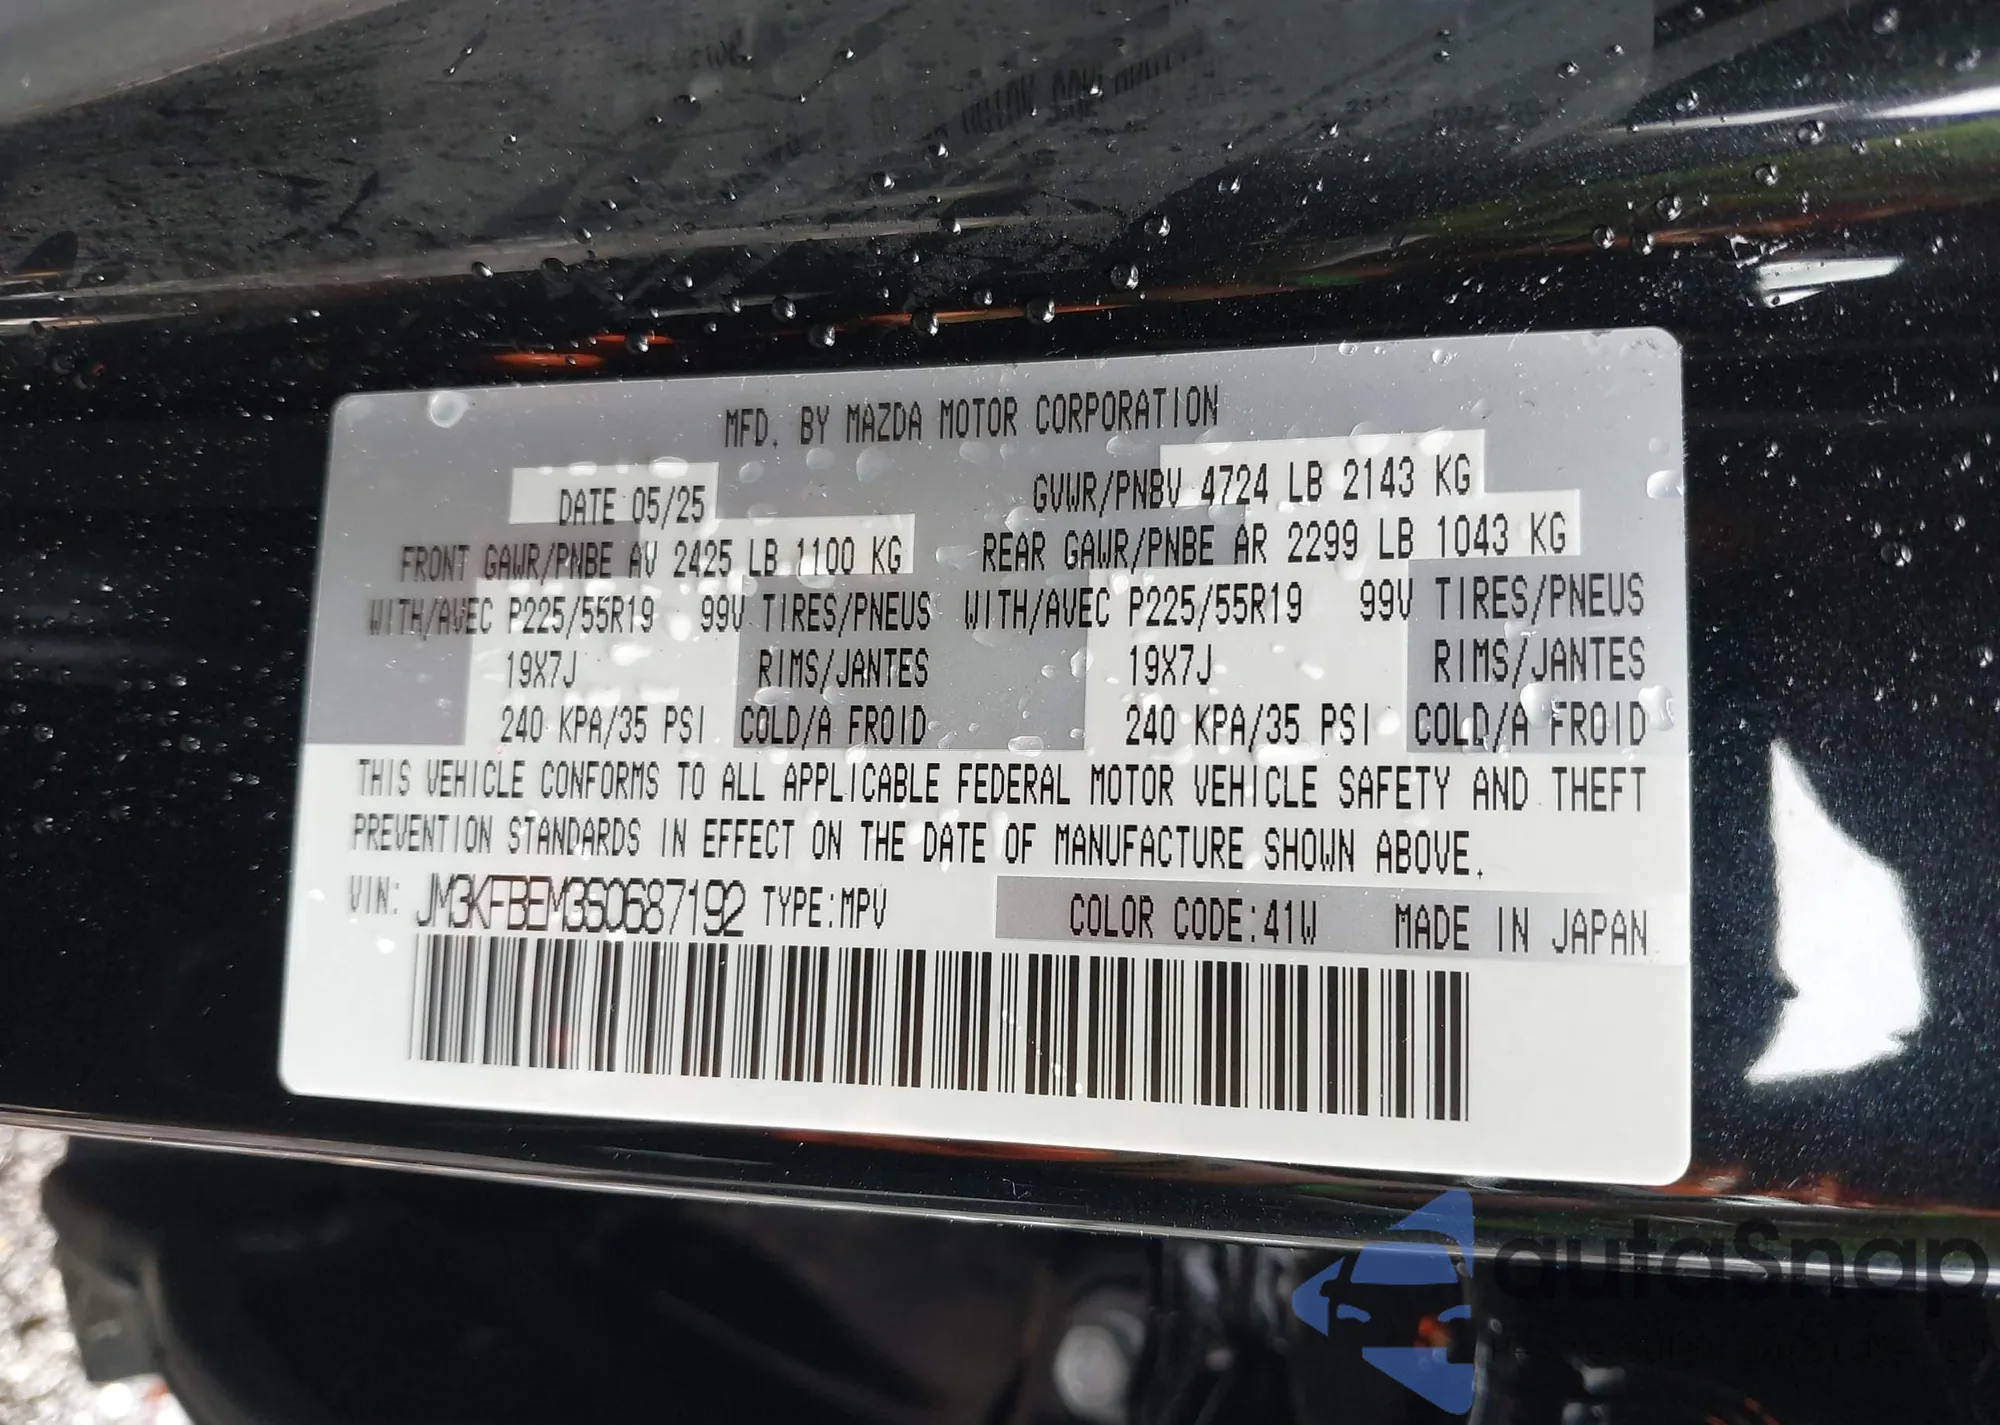 MFD. BY MAZDA MOTOR CORPORATION
DATE 05/25 GVWR/PNBV 4724 LB 2143 KG
FRONT GAWR/PNBE AV 2425 LB 1100 KG REAR GAWR/PNBE AR 2299 LB 1043 KG
WITH/AVEC P225/55R19 99V TIRES/PNEUS WITH/AVEC P225/55R19 99V TIRES/PNEUS
19X7J RIMS/JANTES 19X7J RIMS/JANTES
240 KPA/35 PSI COLD/A FROID 240 KPA/35 PSI COLD/A FROID
THIS VEHICLE CONFORMS TO ALL APPLICABLE FEDERAL MOTOR VEHICLE SAFETY AND THEFT
PREVENTION STANDARDS IN EFFECT ON THE DATE OF MANUFACTURE SHOWN ABOVE.
VIN: JM3KFBEM3S0687192 TYPE:MPV COLOR CODE:41W MADE IN JAPAN
autaSnap